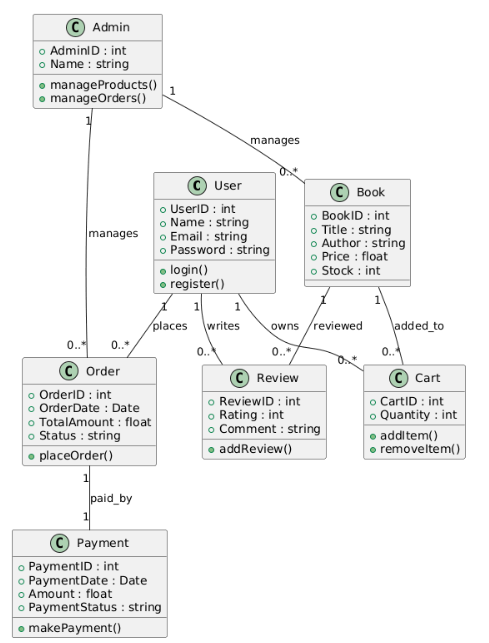 C Admin
AdminID : int
Name : string
manageProducts()
manageOrders()
1
1
manages
0..*
C User
UserID : int
Name : string
Email : string
Password : string
login()
register()
C Book
BookID : int
Title : string
Author : string
Price : float
Stock : int
manages
1
1
1
1
1
places
writes
owns
reviewed
added_to
0..*
0..*
0..*
0..*
0..*
0..*
C Order
OrderID : int
OrderDate : Date
TotalAmount : float
Status : string
placeOrder()
C Review
ReviewID : int
Rating : int
Comment : string
addReview()
C Cart
CartID : int
Quantity : int
addItem()
removeItem()
1
paid_by
1
C Payment
PaymentID : int
PaymentDate : Date
Amount : float
PaymentStatus : string
makePayment()